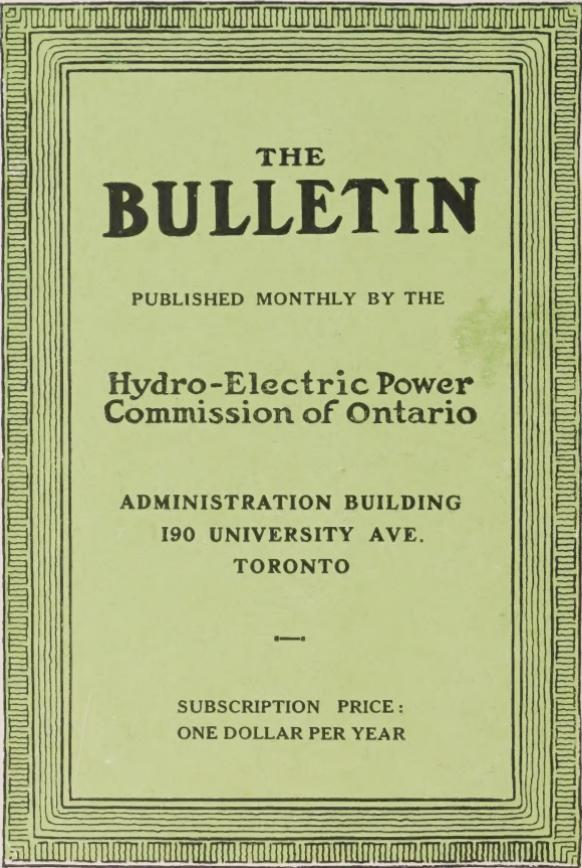 THE
BULLETIN
PUBLISHED MONTHLY BY THE
Hydro-Electric Power
Commission of Ontario
ADMINISTRATION BUILDING
190 UNIVERSITY AVE.
TORONTO
SUBSCRIPTION PRICE:
ONE DOLLAR PER YEAR